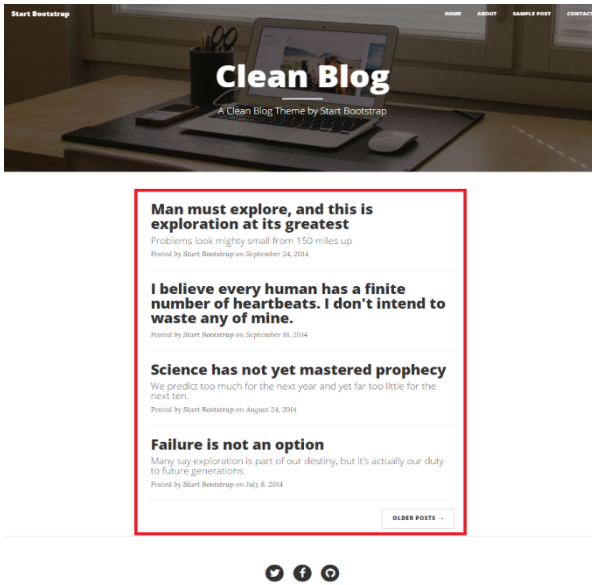 Start Bootstrap
HOME ABOUT SAMPLE POST CONTACT
Clean Blog
A Clean Blog Theme by Start Bootstrap
Man must explore, and this is
exploration at its greatest
Problems look mighty small from 150 miles up
Posted by Start Bootstrap on September 24, 2014
I believe every human has a finite
number of heartbeats. I don't intend to
waste any of mine.
Posted by Start Bootstrap on September 18, 2014
Science has not yet mastered prophecy
We predict too much for the next year and yet far too little for the
next ten.
Posted by Start Bootstrap on August 24, 2014
Failure is not an option
Many say exploration is part of our destiny, but it's actually our duty
to future generations.
Posted by Start Bootstrap on July 8, 2014
OLDER POSTS →